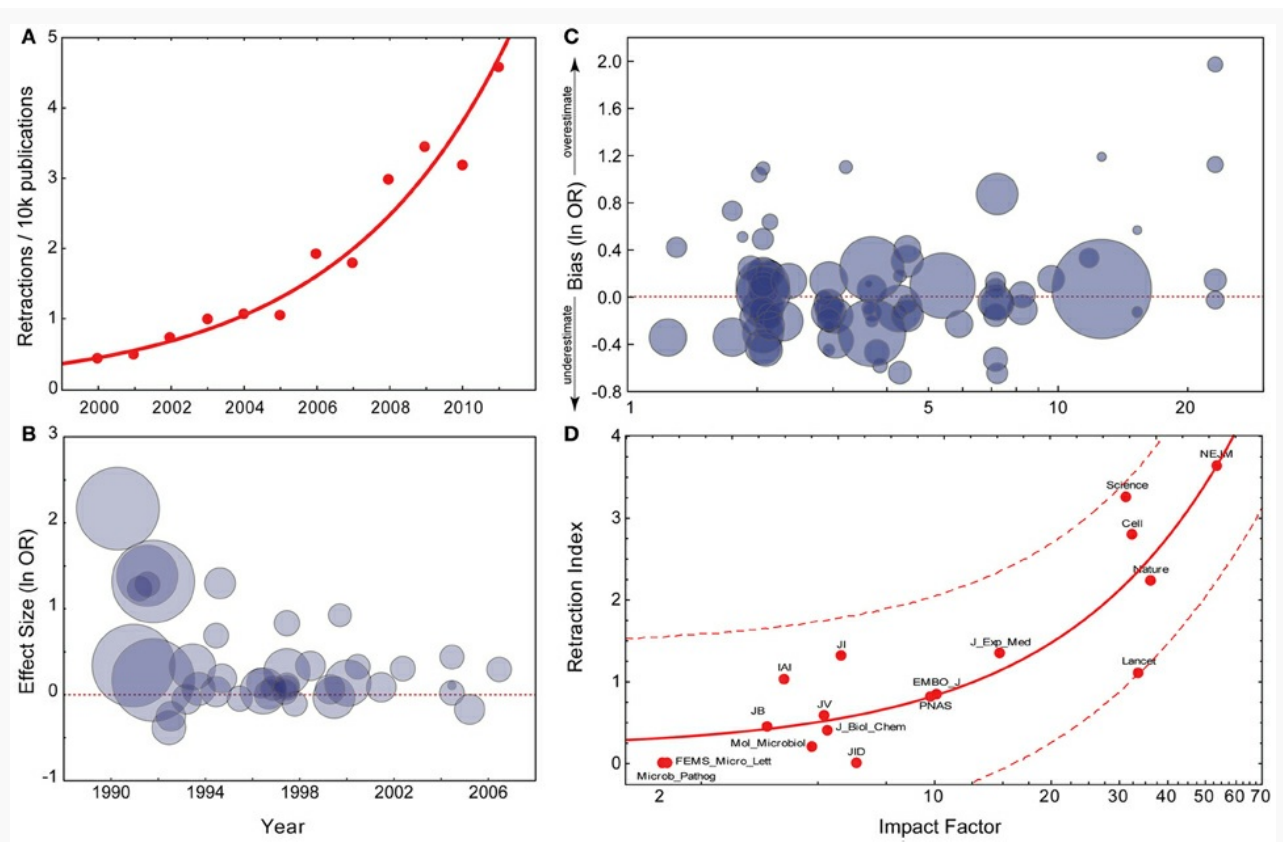 A
Retractions / 10k publications
5
4
3
2
1
0
2000 2002 2004 2006 2008 2010
B
Effect Size (ln OR)
3
2
1
0
-1
1990 1994 1998 2002 2006
Year
C
overestimate
Bias (ln OR)
underestimate
2.0
1.6
1.2
0.8
0.4
0.0
-0.4
-0.8
1 5 10 20
D
Retraction Index
4
3
2
1
0
NEJM
Science
Cell
Nature
J_Exp_Med
JI
Lancet
IAI
EMBO_J
PNAS
JB
JV
J_Biol_Chem
Mol_Microbiol
JID
FEMS_Micro_Lett
Microb_Pathog
2 10 20 30 40 50 60 70
Impact Factor